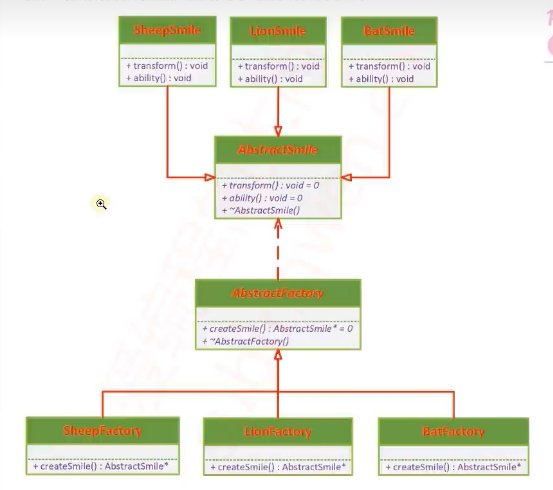 SheepSmile
+ transform() : void
+ ability() : void
LionSmile
+ transform() : void
+ ability() : void
BatSmile
+ transform() : void
+ ability() : void
AbstractSmile
+ transform() : void = 0
+ ability() : void = 0
+ ~AbstractSmile()
AbstractFactory
+ createSmile() : AbstractSmile* = 0
+ ~AbstractFactory()
SheepFactory
+ createSmile() : AbstractSmile*
LionFactory
+ createSmile() : AbstractSmile*
BatFactory
+ createSmile() : AbstractSmile*